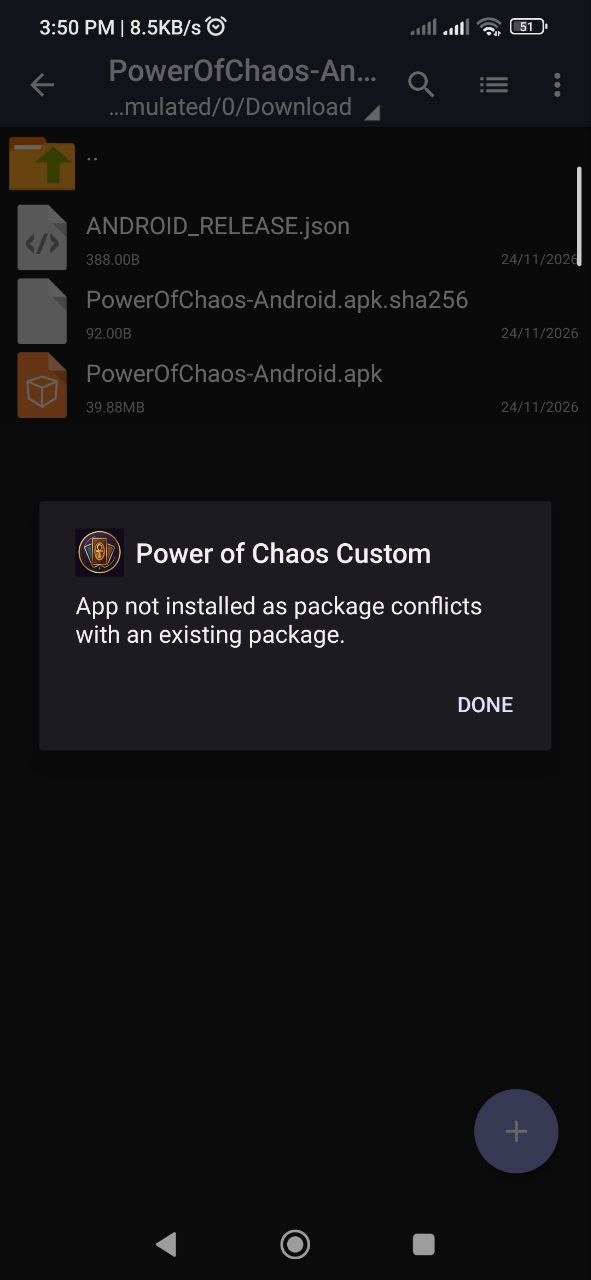 3:50 PM | 8.5KB/s
51
PowerOfChaos-An...
...mulated/0/Download
..
ANDROID_RELEASE.json
388.00B
24/11/2026
PowerOfChaos-Android.apk.sha256
92.00B
24/11/2026
PowerOfChaos-Android.apk
39.88MB
24/11/2026
Power of Chaos Custom
App not installed as package conflicts
with an existing package.
DONE